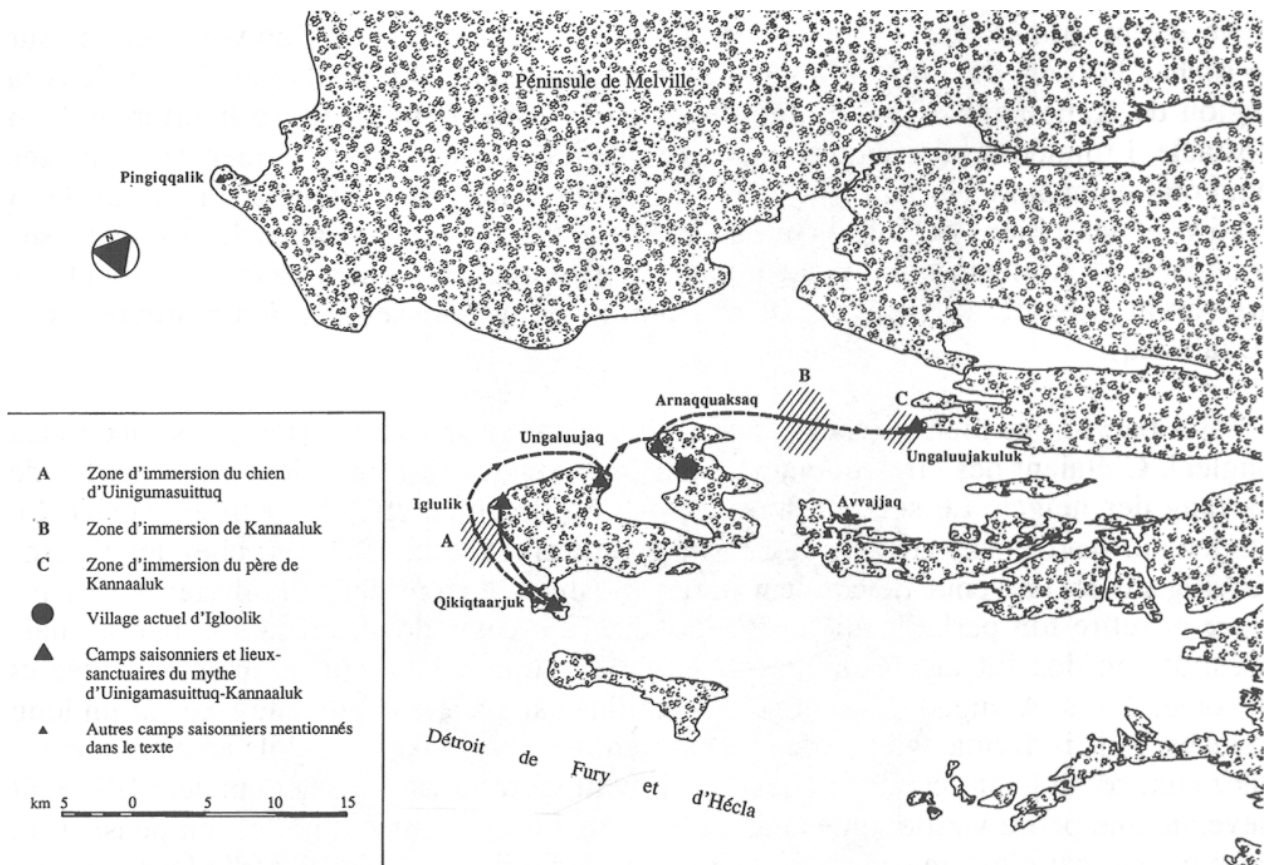 Péninsule de Melville
Pingiqqalik
N
B
Arnaqquaksaq
C
Ungaluujaq
Ungaluujakuluk
Iglulik
Avvajjaq
A
Qikiqtaarjuk
Détroit de Fury et d'Hécla
A Zone d'immersion du chien
d'Uinigumasuittuq
B Zone d'immersion de Kannaaluk
C Zone d'immersion du père de
Kannaaluk
Village actuel d'Igloolik
Camps saisonniers et lieux-
sanctuaires du mythe
d'Uinigamasuittuq-Kannaaluk
Autres camps saisonniers mentionnés
dans le texte
km 5 0 5 10 15